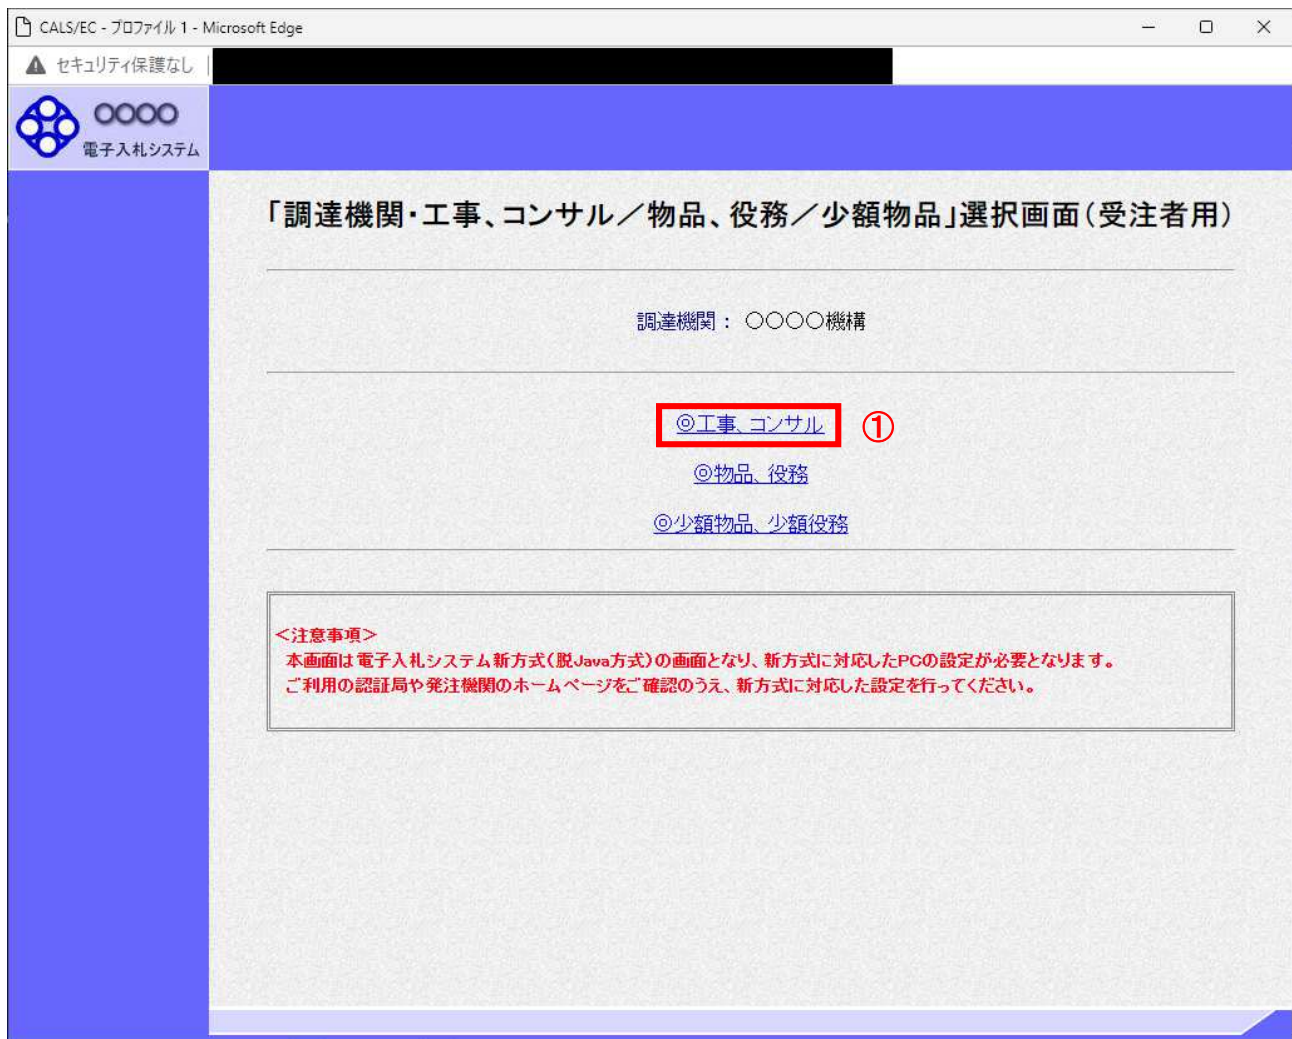 CALS/EC - プロファイル 1 - Microsoft Edge
セキュリティ保護なし
〇〇〇〇
電子入札システム
「調達機関・工事、コンサル／物品、役務／少額物品」選択画面（受注者用）
調達機関： 〇〇〇〇機構
◎工事、コンサル ①
◎物品、役務
◎少額物品、少額役務
＜注意事項＞
本画面は電子入札システム新方式(脱Java方式)の画面となり、新方式に対応したPCの設定が必要となります。
ご利用の認証局や発注機関のホームページをご確認のうえ、新方式に対応した設定を行ってください。